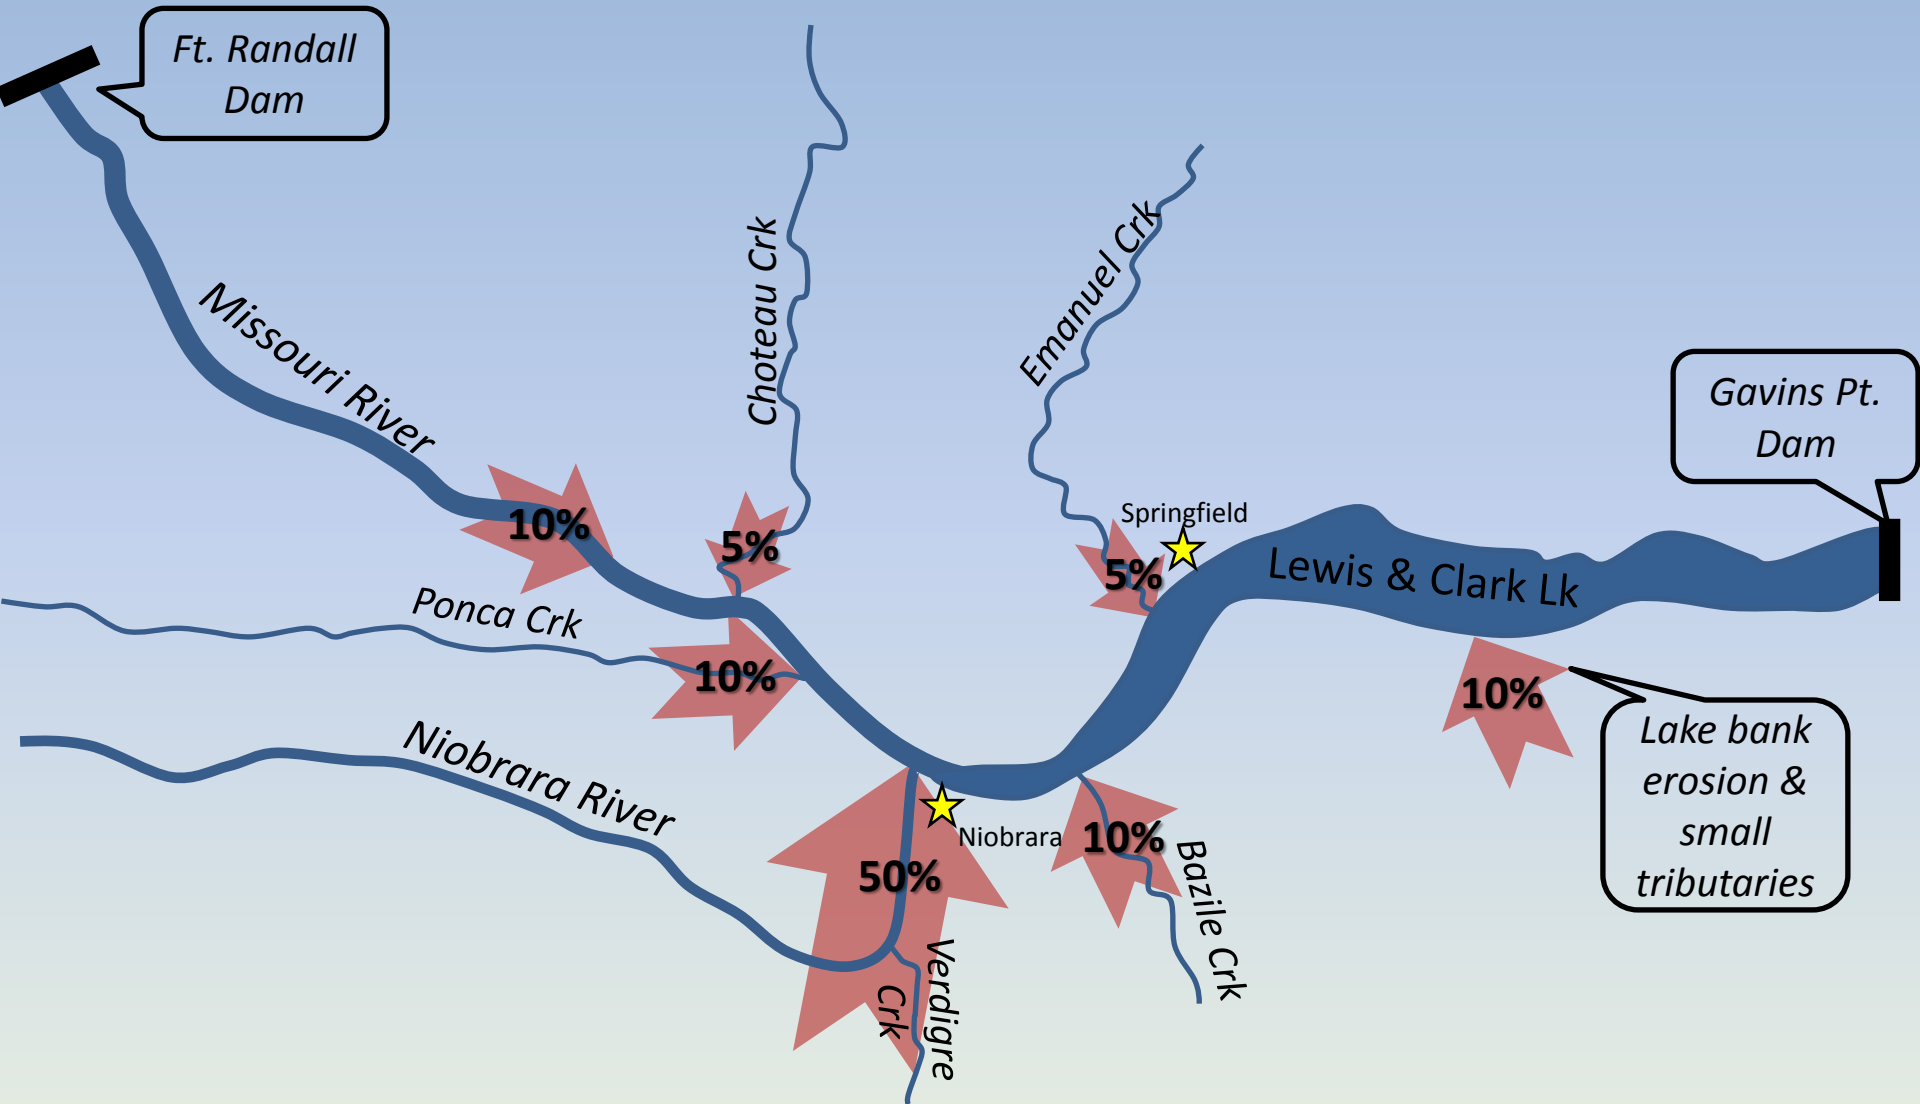 Ft. Randall
Dam
Missouri River
Choteau Crk
Emanuel Crk
Gavins Pt.
Dam
Springfield
10%
5%
5%
Lewis & Clark Lk
Ponca Crk
10%
10%
Lake bank
erosion &
small
tributaries
Niobrara River
Niobrara
50%
10%
Bazile Crk
Verdigre
Crk